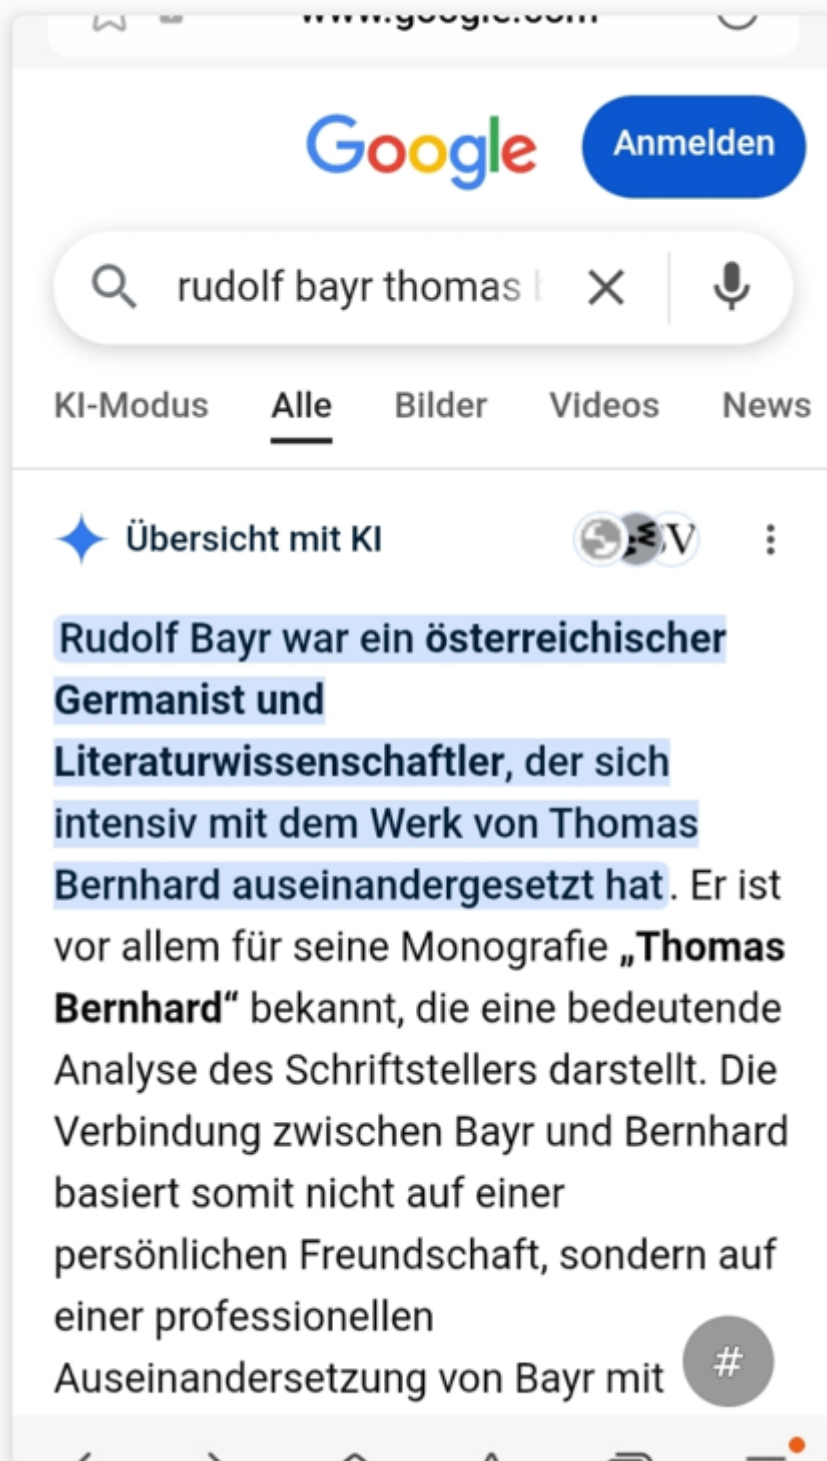 www.google.com
Google
Anmelden
rudolf bayr thomas
KI-Modus Alle Bilder Videos News
Übersicht mit KI
Rudolf Bayr war ein österreichischer
Germanist und
Literaturwissenschaftler, der sich
intensiv mit dem Werk von Thomas
Bernhard auseinandergesetzt hat. Er ist
vor allem für seine Monografie „Thomas
Bernhard“ bekannt, die eine bedeutende
Analyse des Schriftstellers darstellt. Die
Verbindung zwischen Bayr und Bernhard
basiert somit nicht auf einer
persönlichen Freundschaft, sondern auf
einer professionellen
Auseinandersetzung von Bayr mit
#